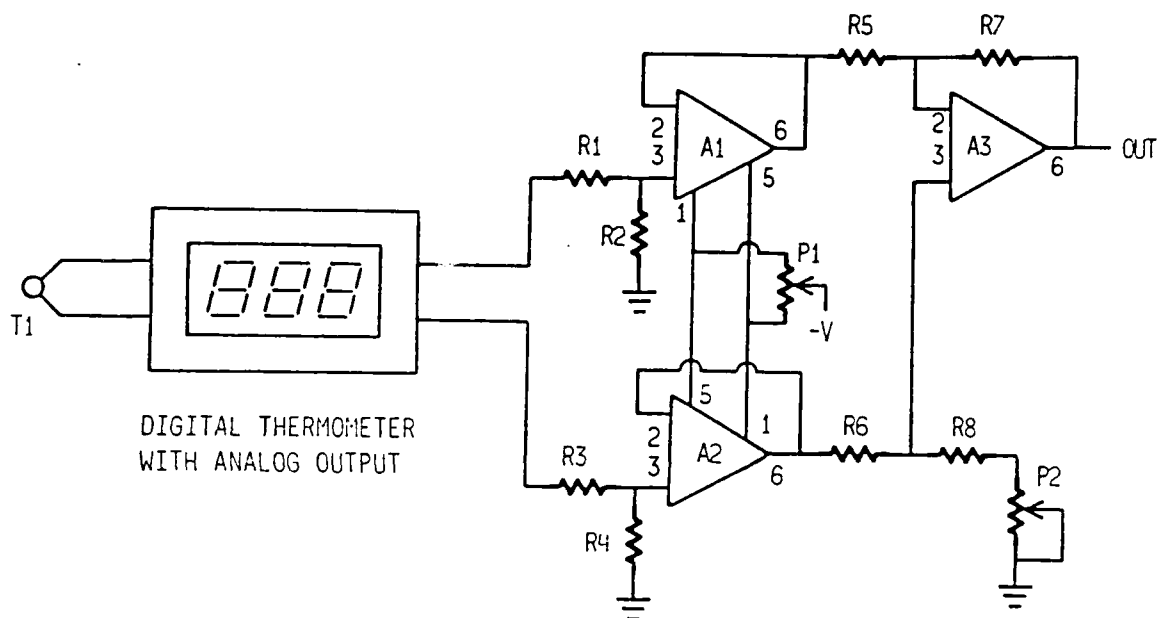 R5
R7
2
3
A1
6
5
1
2
3
A3
6
OUT
R1
R2
P1
-V
T1
888
DIGITAL THERMOMETER
WITH ANALOG OUTPUT
5
1
2
3
A2
6
R3
R4
R6
R8
P2